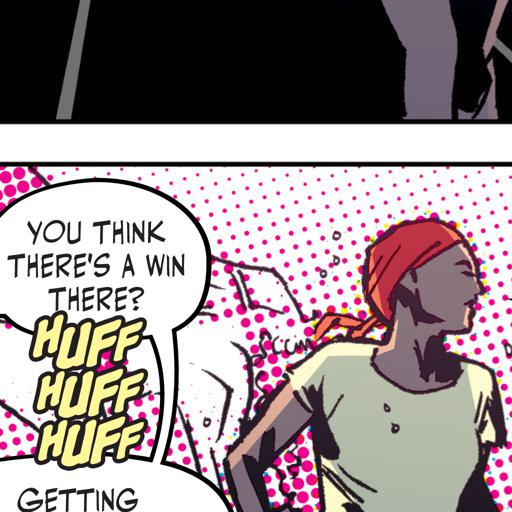 YOU THINK
THERE'S A WIN
THERE?
HUFF
HUFF
HUFF
GETTING